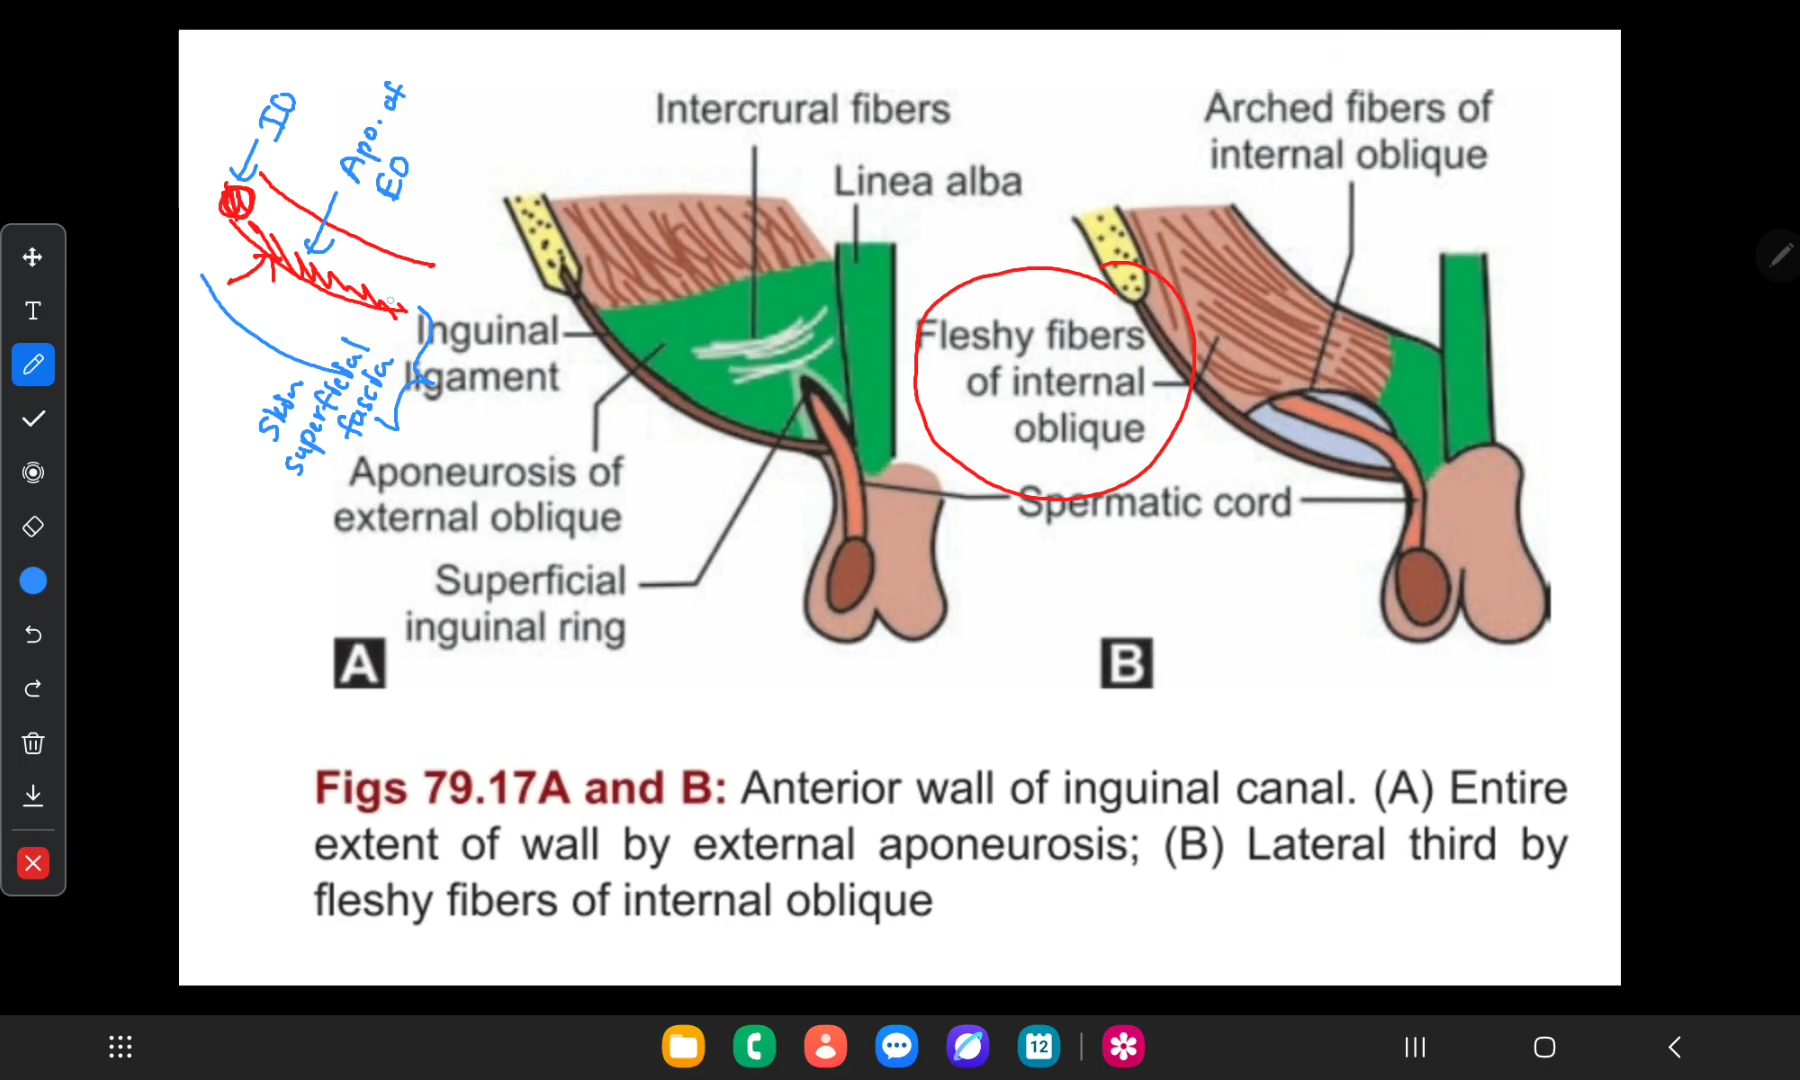 IO
Apo. of
EO
Skin
superficial
fascia
Intercrural fibers
Linea alba
Inguinal
ligament
Aponeurosis of
external oblique
Superficial
inguinal ring
A
Arched fibers of
internal oblique
Fleshy fibers
of internal
oblique
Spermatic cord
B
Figs 79.17A and B: Anterior wall of inguinal canal. (A) Entire
extent of wall by external aponeurosis; (B) Lateral third by
fleshy fibers of internal oblique
T
12